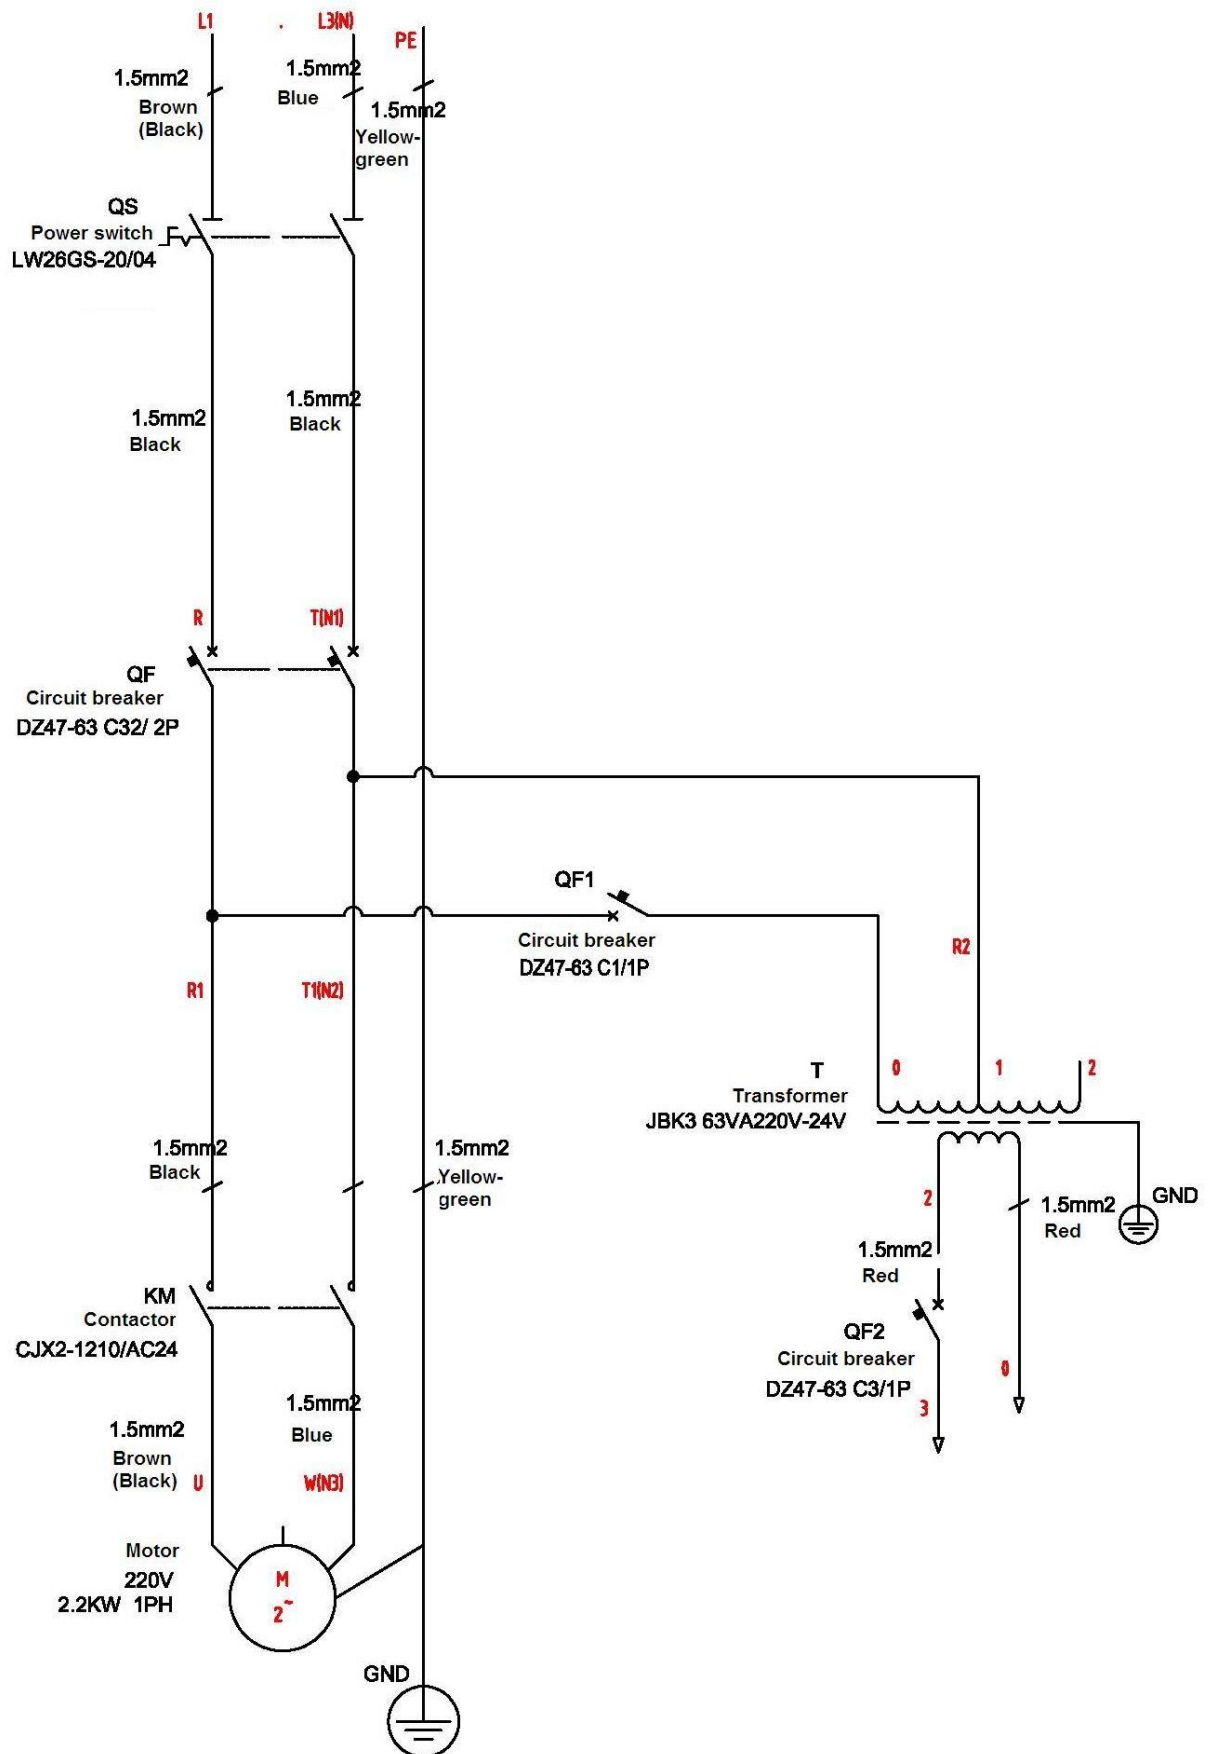 L1
.
L3(N)
PE
1.5mm2
Brown
(Black)
1.5mm2
Blue
1.5mm2
Yellow-
green
QS
Power switch
LW26GS-20/04
1.5mm2
Black
1.5mm2
Black
R
T(N1)
QF
Circuit breaker
DZ47-63 C32/ 2P
QF1
Circuit breaker
DZ47-63 C1/1P
R2
R1
T1(N2)
T
Transformer
JBK3 63VA220V-24V
0
1
2
1.5mm2
Black
1.5mm2
Yellow-
green
2
1.5mm2
Red
GND
1.5mm2
Red
KM
Contactor
CJX2-1210/AC24
QF2
Circuit breaker
DZ47-63 C3/1P
0
3
1.5mm2
Brown
(Black)
U
1.5mm2
Blue
W(N3)
Motor
220V
2.2KW 1PH
M
2~
GND